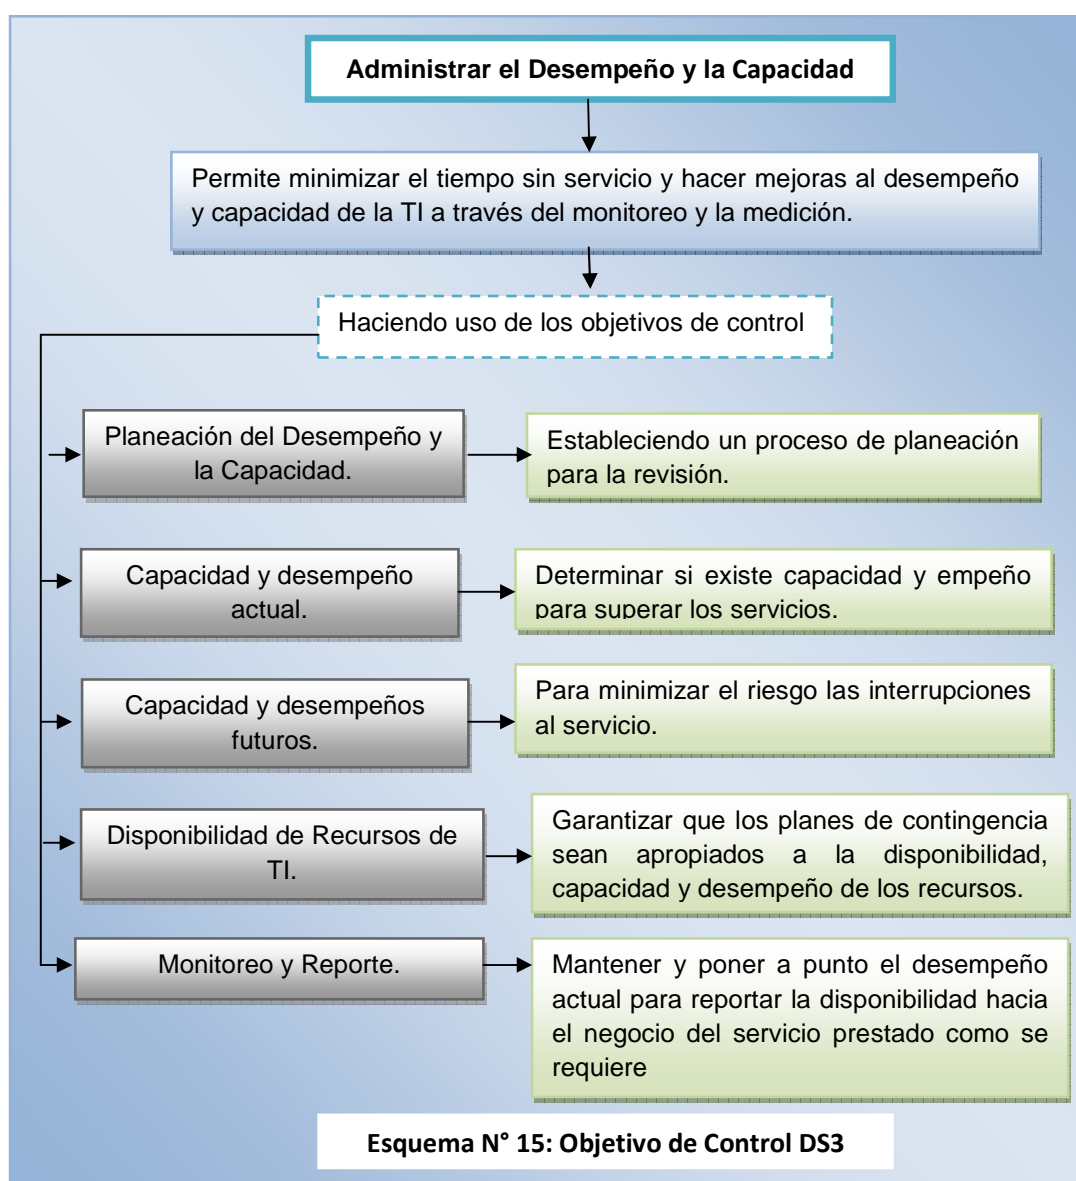 Administrar el Desempeño y la Capacidad
Permite minimizar el tiempo sin servicio y hacer mejoras al desempeño
y capacidad de la TI a través del monitoreo y la medición.
Haciendo uso de los objetivos de control
Planeación del Desempeño y
la Capacidad.
Estableciendo un proceso de planeación
para la revisión.
Capacidad y desempeño
actual.
Determinar si existe capacidad y empeño
para superar los servicios.
Capacidad y desempeños
futuros.
Para minimizar el riesgo las interrupciones
al servicio.
Disponibilidad de Recursos de
TI.
Garantizar que los planes de contingencia
sean apropiados a la disponibilidad,
capacidad y desempeño de los recursos.
Monitoreo y Reporte.
Mantener y poner a punto el desempeño
actual para reportar la disponibilidad hacia
el negocio del servicio prestado como se
requiere
Esquema N° 15: Objetivo de Control DS3